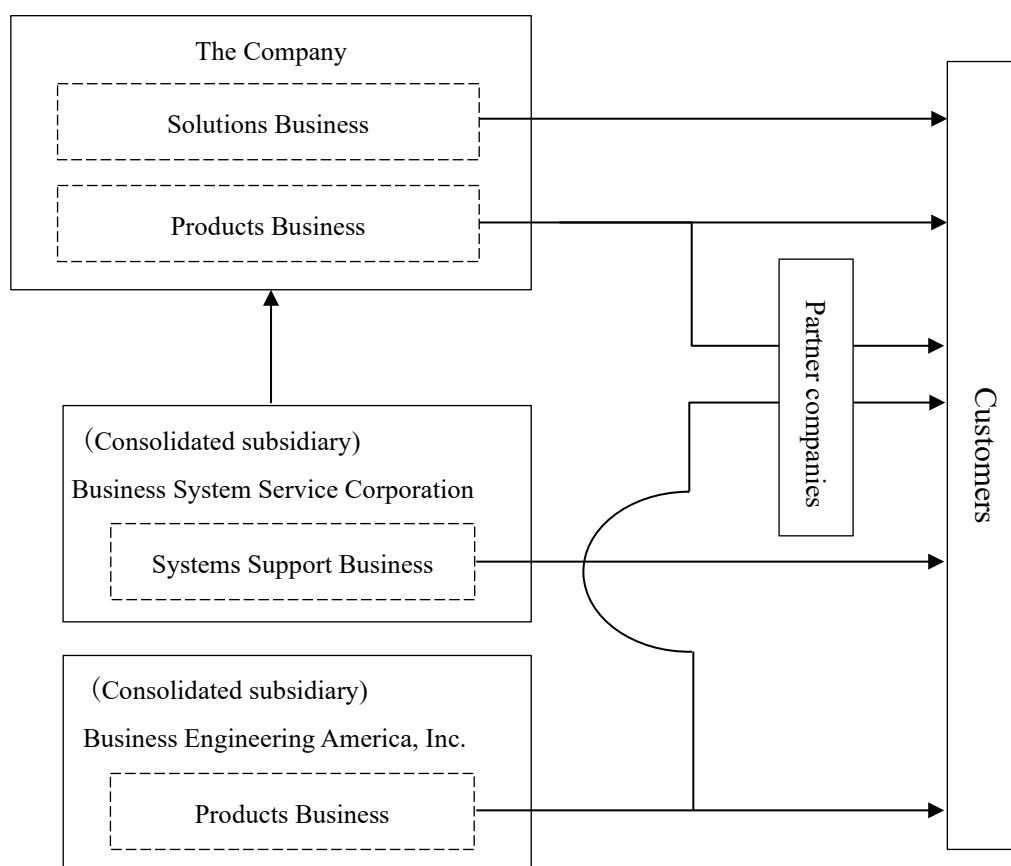 The Company
Solutions Business
Products Business
Partner companies
Customers
（Consolidated subsidiary)
Business System Service Corporation
Systems Support Business
（Consolidated subsidiary)
Business Engineering America, Inc.
Products Business